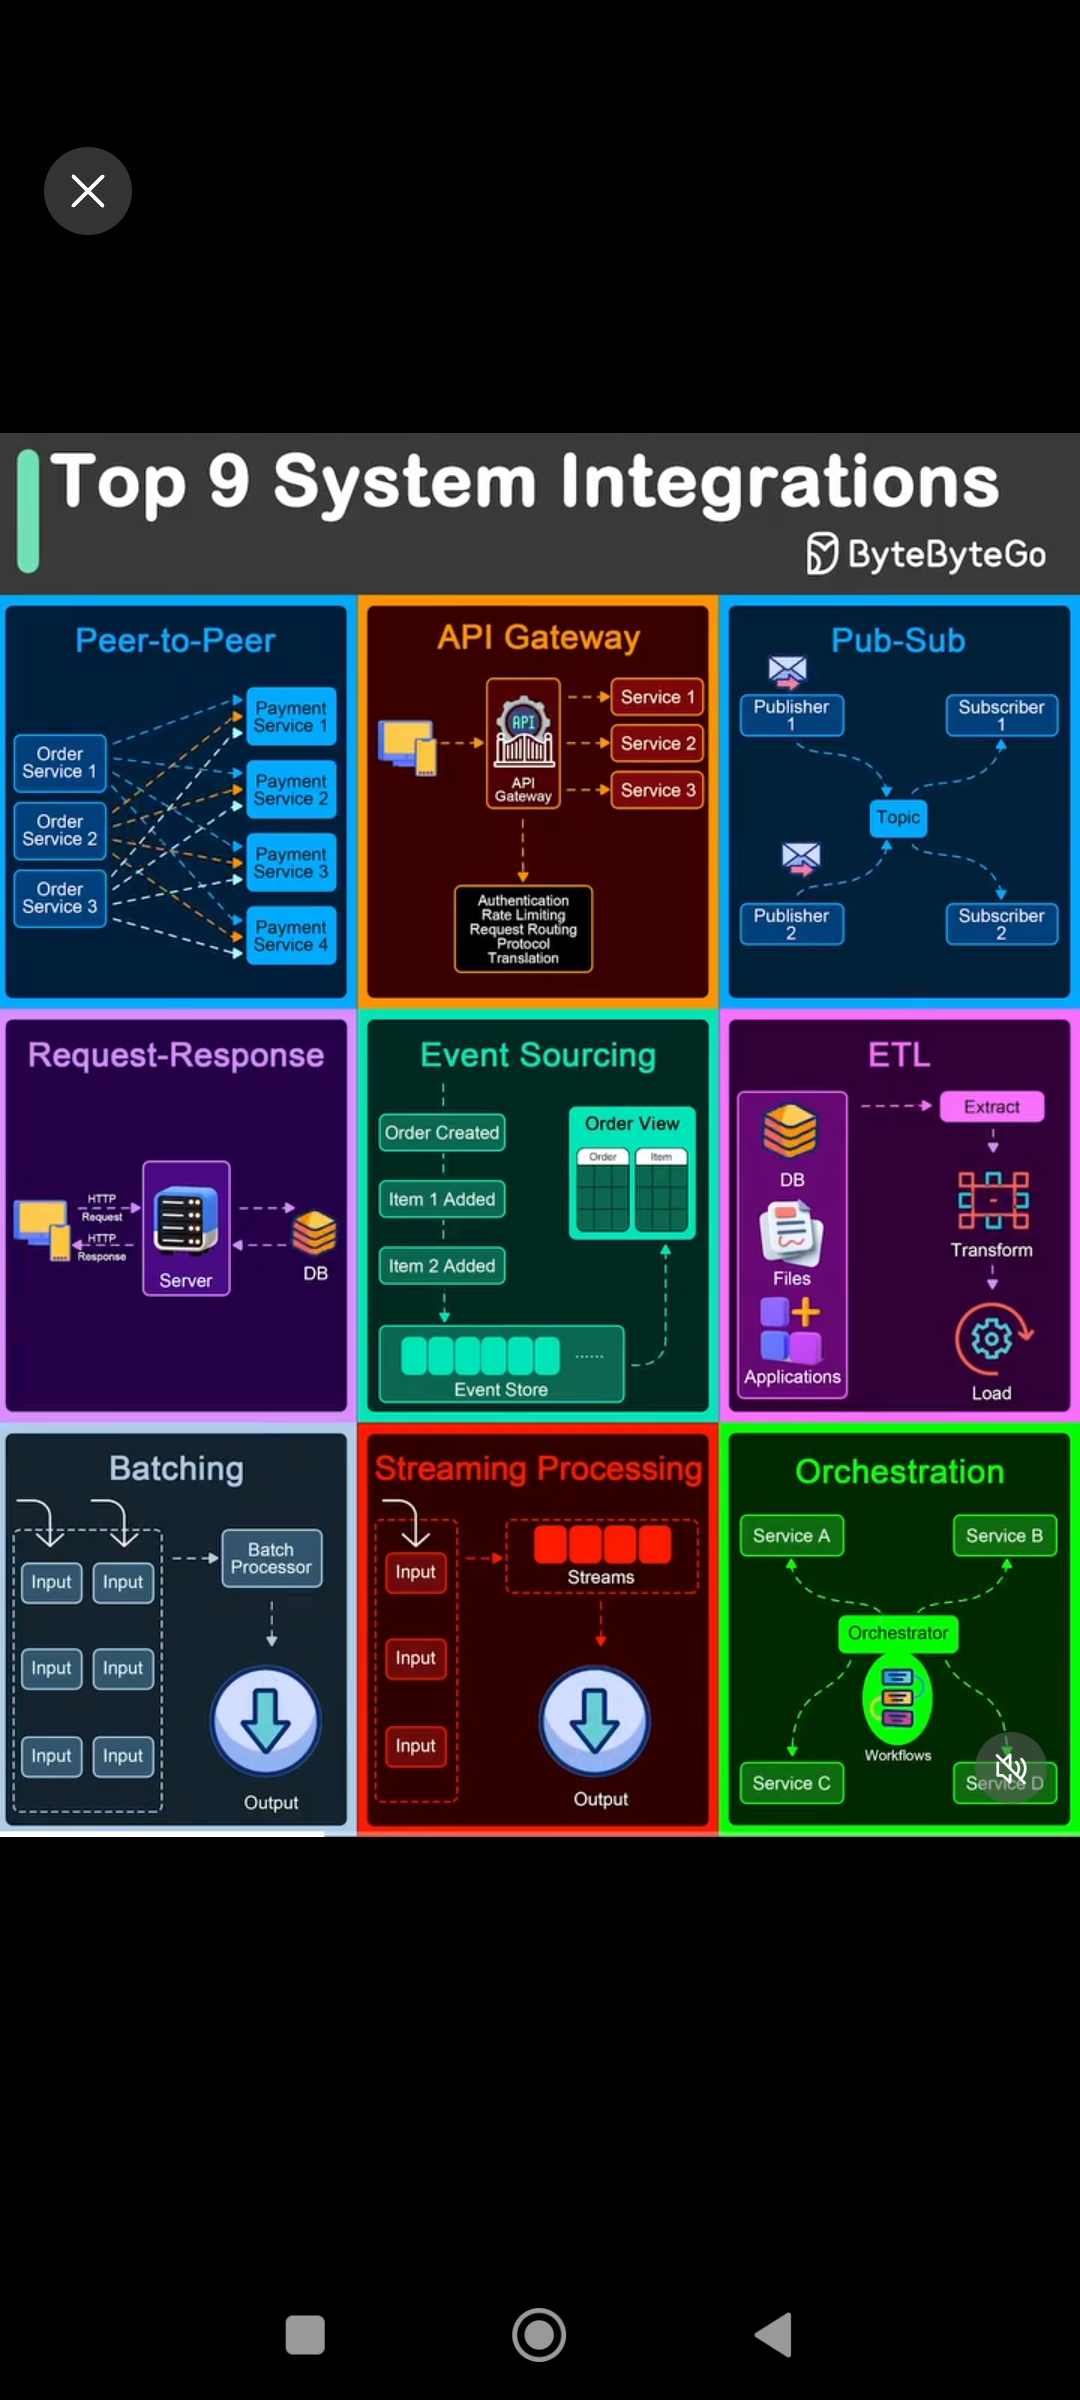 Top 9 System Integrations
ByteByteGo
Peer-to-Peer
Order
Service 1
Order
Service 2
Order
Service 3
Payment
Service 1
Payment
Service 2
Payment
Service 3
Payment
Service 4
API Gateway
API
API
Gateway
Service 1
Service 2
Service 3
Authentication
Rate Limiting
Request Routing
Protocol
Translation
Pub-Sub
Publisher
1
Subscriber
1
Topic
Publisher
2
Subscriber
2
Request-Response
HTTP
Request
HTTP
Response
Server
DB
Event Sourcing
Order Created
Item 1 Added
Item 2 Added
Event Store
Order View
Order
Item
ETL
DB
Files
Applications
Extract
Transform
Load
Batching
Input
Input
Input
Input
Input
Input
Batch
Processor
Output
Streaming Processing
Input
Input
Input
Streams
Output
Orchestration
Service A
Service B
Orchestrator
Workflows
Service C
Service D